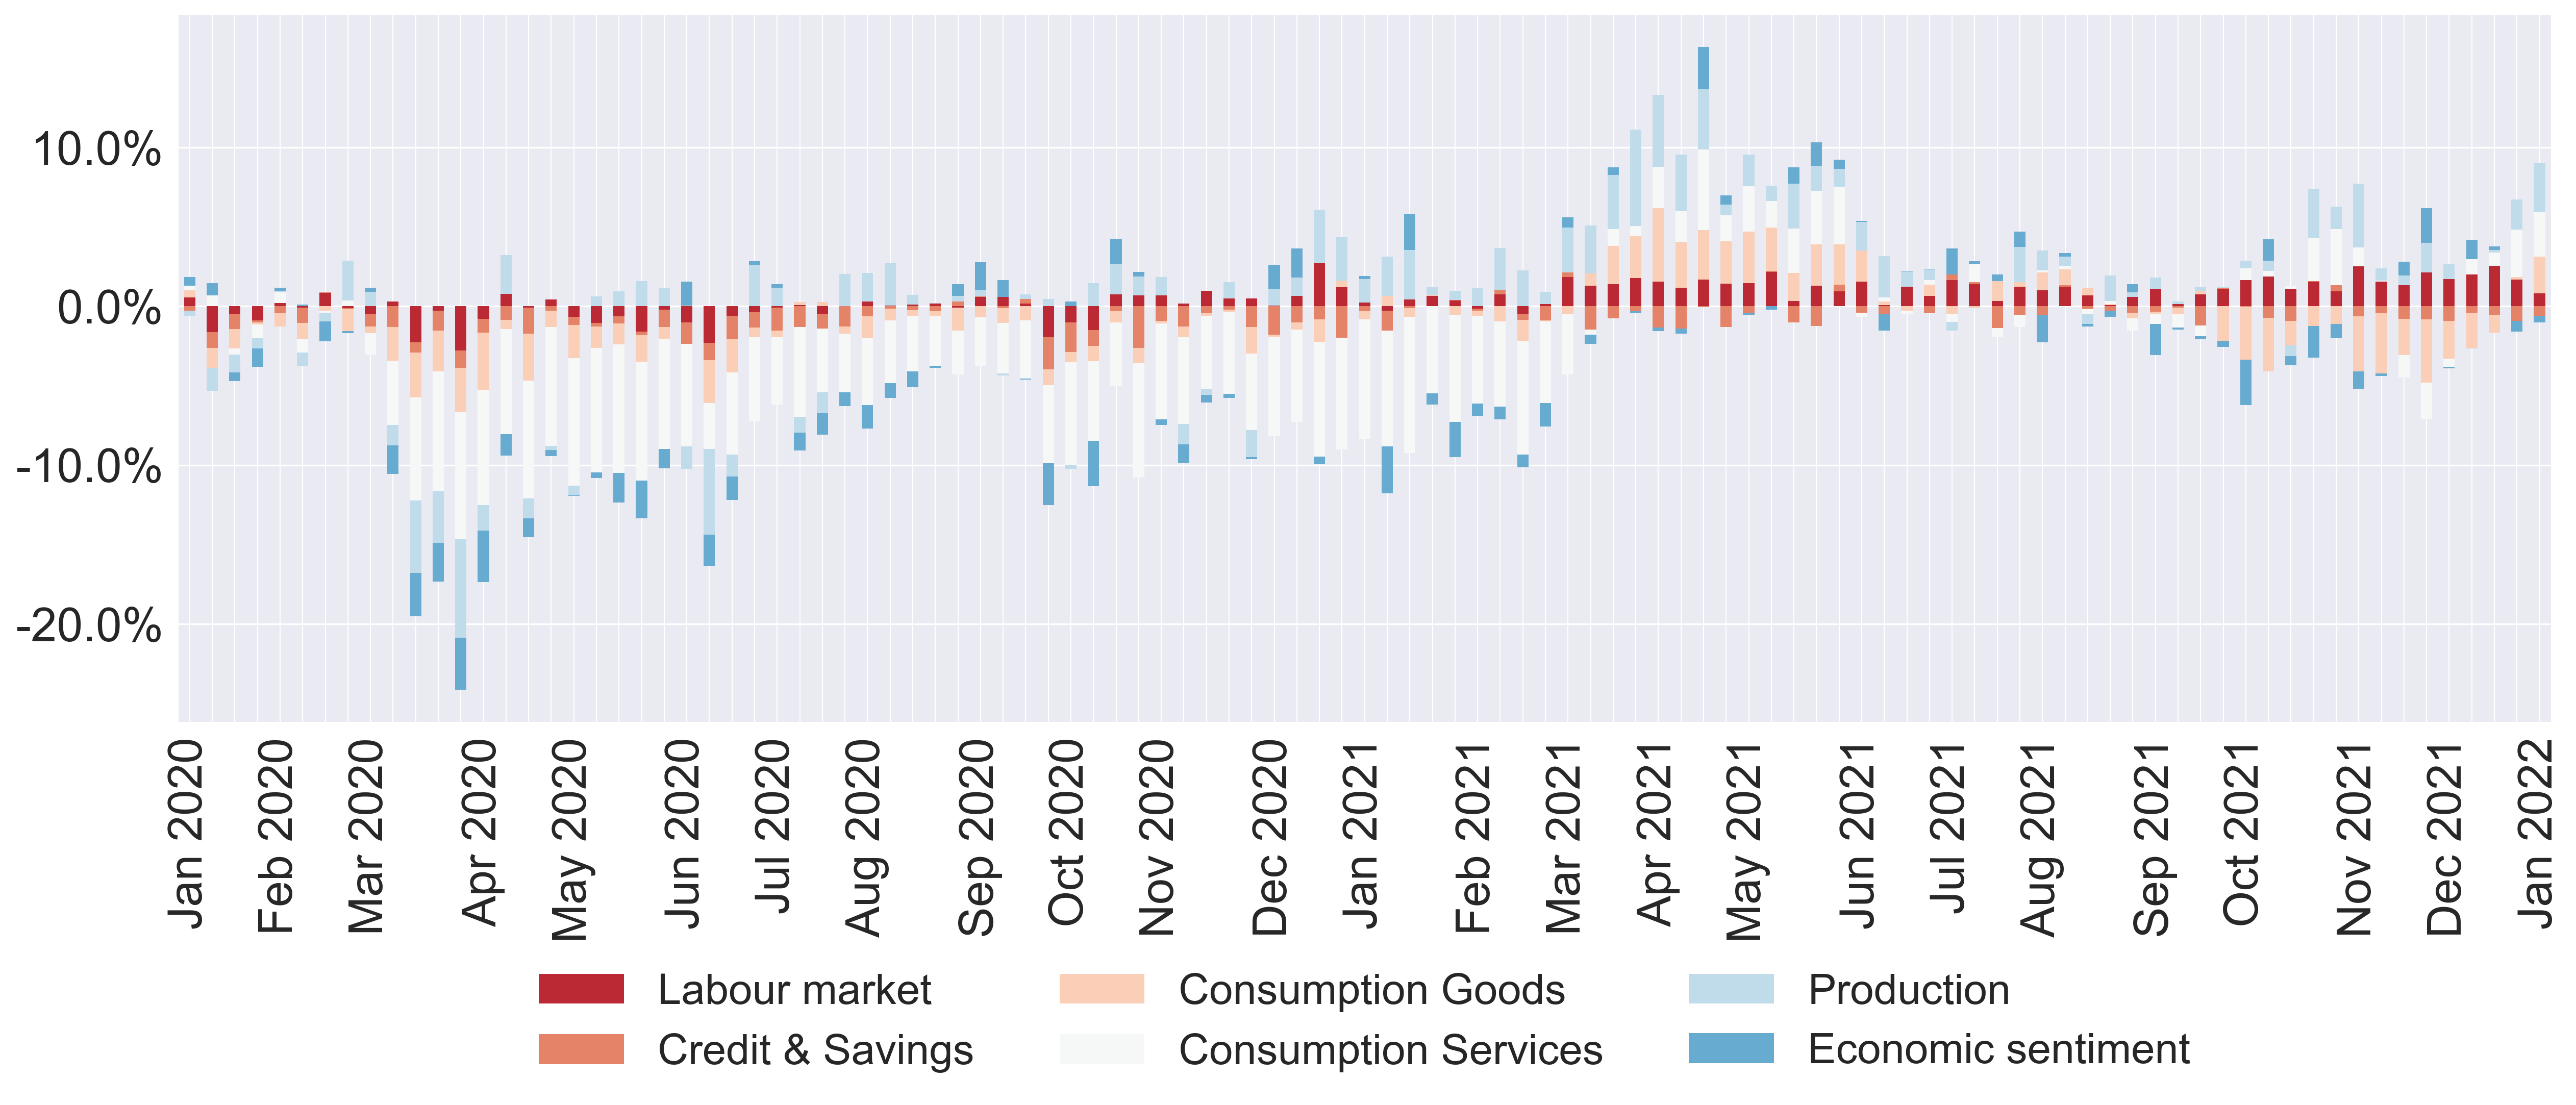 10.0%
0.0%
-10.0%
-20.0%
Jan 2020
Feb 2020
Mar 2020
Apr 2020
May 2020
Jun 2020
Jul 2020
Aug 2020
Sep 2020
Oct 2020
Nov 2020
Dec 2020
Jan 2021
Feb 2021
Mar 2021
Apr 2021
May 2021
Jun 2021
Jul 2021
Aug 2021
Sep 2021
Oct 2021
Nov 2021
Dec 2021
Jan 2022
Labour market
Consumption Goods
Production
Credit & Savings
Consumption Services
Economic sentiment